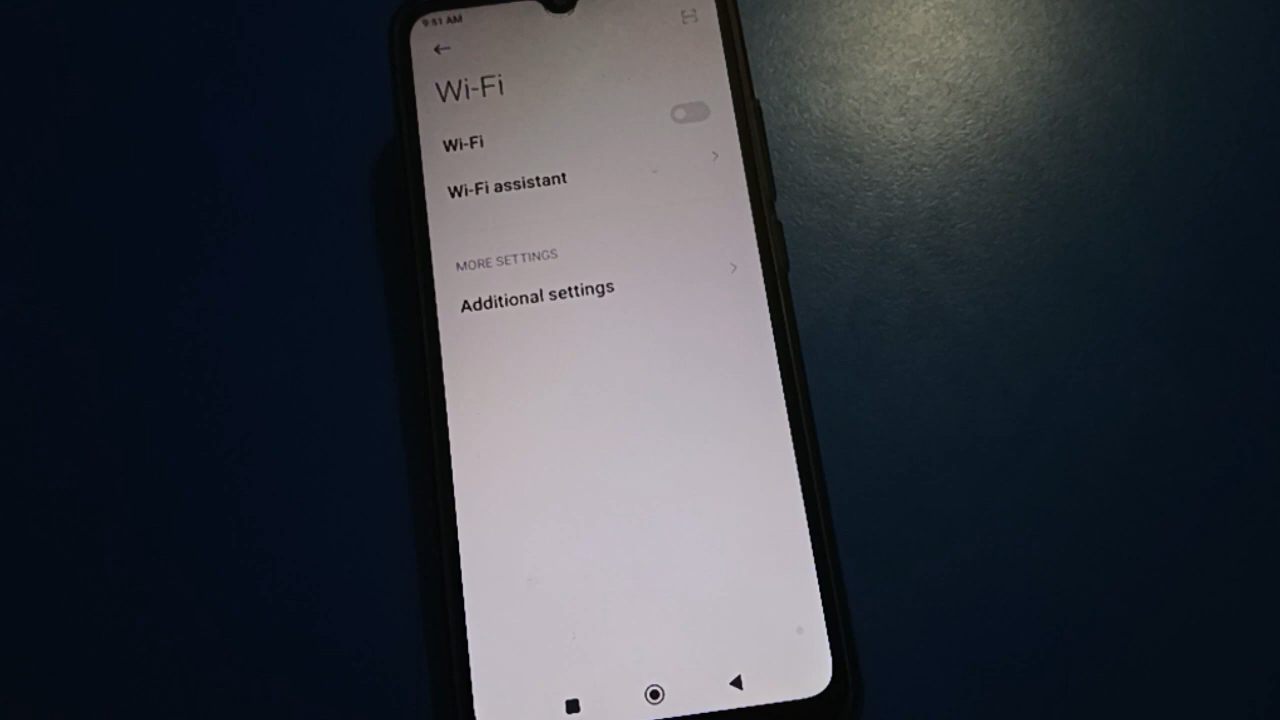 9:51 AM
Wi-Fi
Wi-Fi
Wi-Fi assistant
MORE SETTINGS
Additional settings